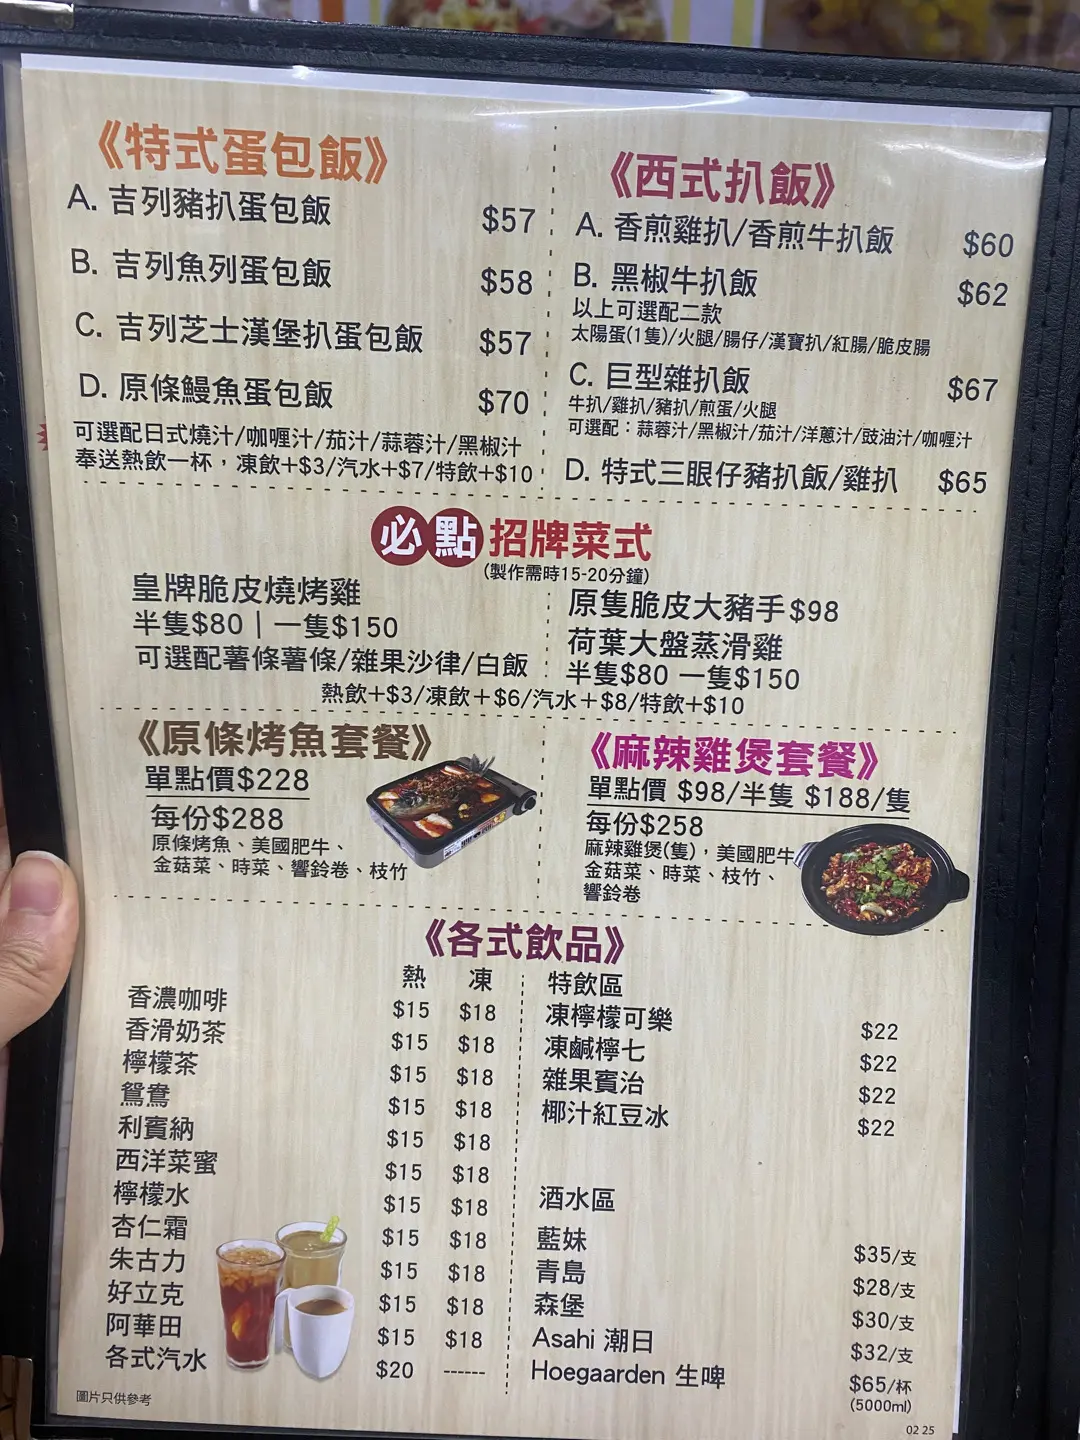 《特式蛋包飯》
A. 吉列豬扒蛋包飯 $57
B. 吉列魚列蛋包飯 $58
C. 吉列芝士漢堡扒蛋包飯 $57
D. 原條鰻魚蛋包飯 $70
可選配日式燒汁/咖喱汁/茄汁/蒜蓉汁/黑椒汁
奉送熱飲一杯，凍飲+$3/汽水+$7/特飲+$10
《西式扒飯》
A. 香煎雞扒/香煎牛扒飯 $60
B. 黑椒牛扒飯 $62
以上可選配二款
太陽蛋(1隻)/火腿/腸仔/漢寶扒/紅腸/脆皮腸
C. 巨型雜扒飯 $67
牛扒/雞扒/豬扒/煎蛋/火腿
可選配：蒜蓉汁/黑椒汁/茄汁/洋蔥汁/豉油汁/咖喱汁
D. 特式三眼仔豬扒飯/雞扒 $65
必點 招牌菜式
(製作需時15-20分鐘)
皇牌脆皮燒烤雞
半隻$80 | 一隻$150
可選配薯條薯條/雜果沙律/白飯
原隻脆皮大豬手$98
荷葉大盤蒸滑雞
半隻$80 一隻$150
熱飲+$3/凍飲+$6/汽水+$8/特飲+$10
《原條烤魚套餐》
單點價$228
每份$288
原條烤魚、美國肥牛、
金菇菜、時菜、響鈴卷、枝竹
《麻辣雞煲套餐》
單點價 $98/半隻 $188/隻
每份$258
麻辣雞煲(隻)，美國肥牛
金菇菜、時菜、枝竹、
響鈴卷
《各式飲品》
熱 凍
香濃咖啡 $15 $18
香滑奶茶 $15 $18
檸檬茶 $15 $18
鴛鴦 $15 $18
利賓納 $15 $18
西洋菜蜜 $15 $18
檸檬水 $15 $18
杏仁霜 $15 $18
朱古力 $15 $18
好立克 $15 $18
阿華田 $15 $18
各式汽水 $20 ------
特飲區
凍檸檬可樂 $22
凍鹹檸七 $22
雜果賓治 $22
椰汁紅豆冰 $22
酒水區
藍妹 $35/支
青島 $28/支
森堡 $30/支
Asahi 潮日 $32/支
Hoegaarden 生啤 $65/杯
(5000ml)
圖片只供參考
02 25